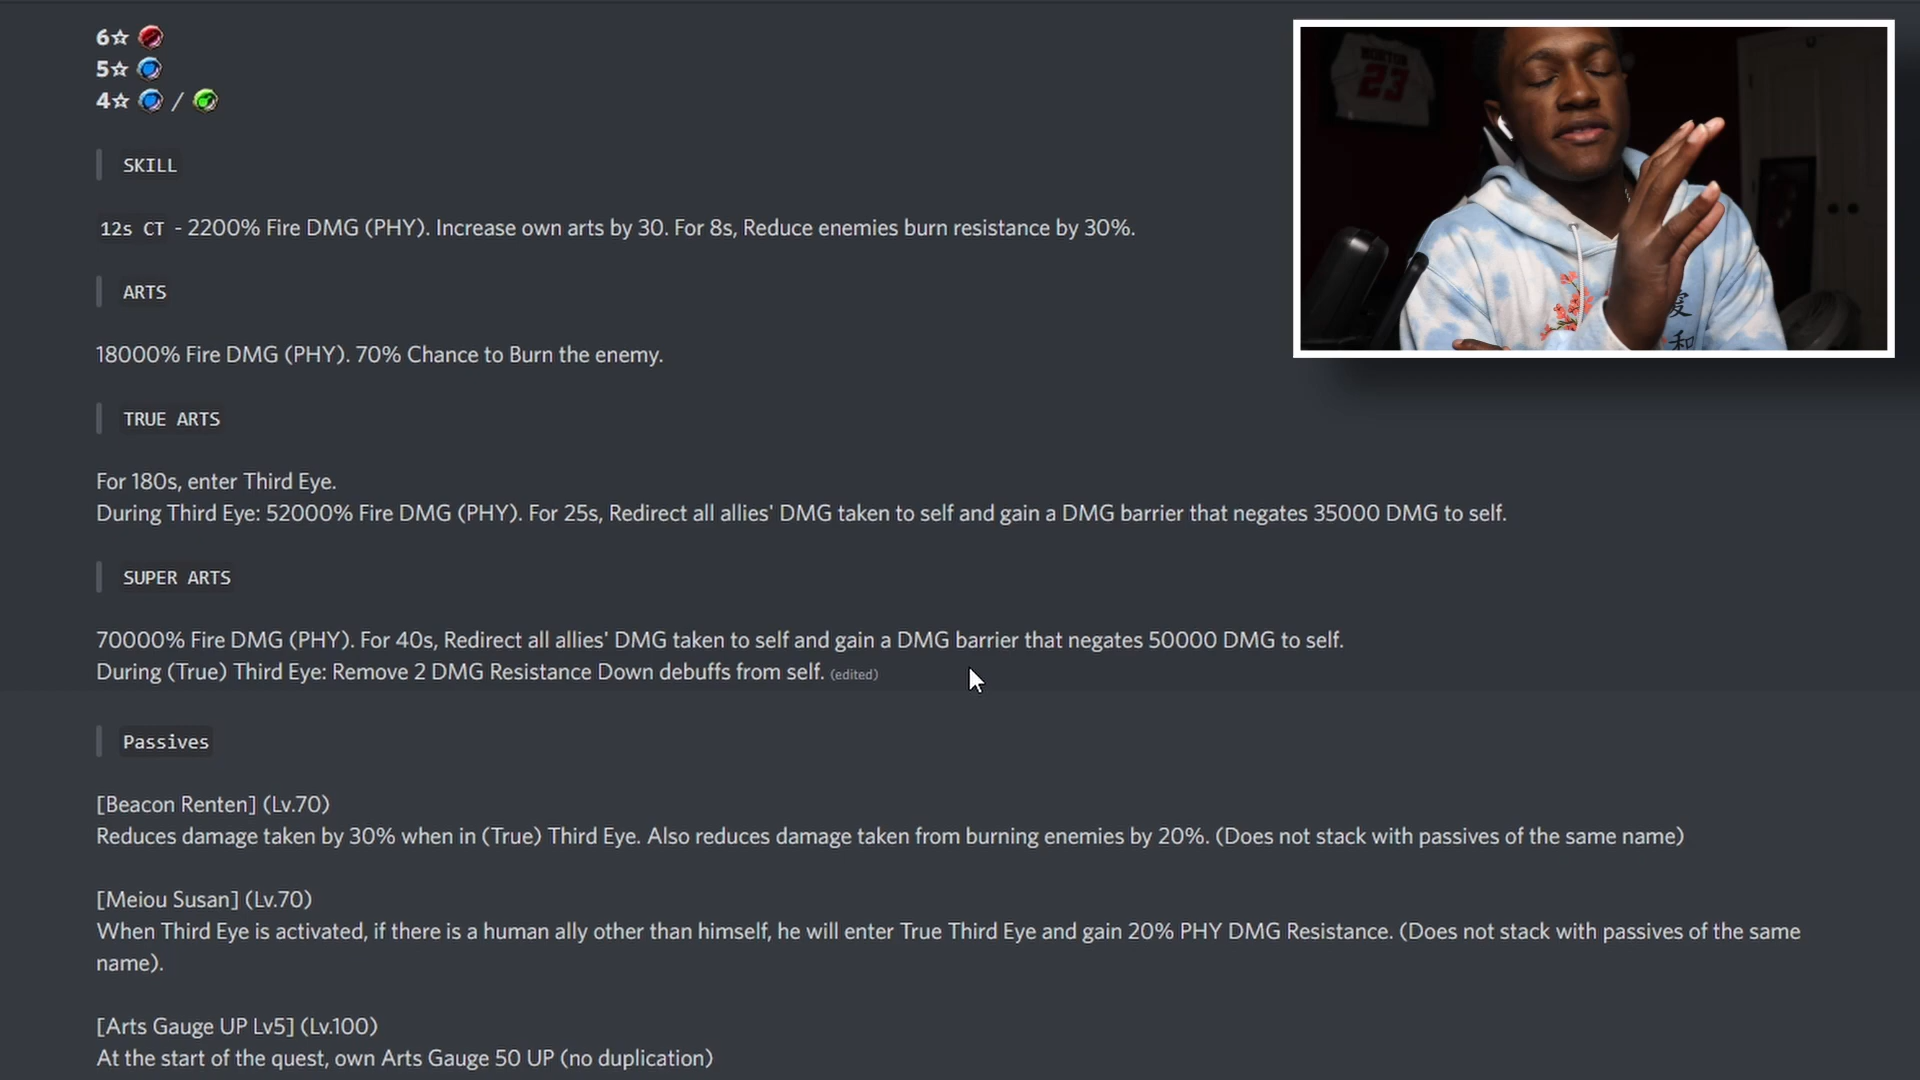 6☆
5☆
4☆ /
SKILL
12s CT - 2200% Fire DMG (PHY). Increase own arts by 30. For 8s, Reduce enemies burn resistance by 30%.
ARTS
18000% Fire DMG (PHY). 70% Chance to Burn the enemy.
TRUE ARTS
For 180s, enter Third Eye.
During Third Eye: 52000% Fire DMG (PHY). For 25s, Redirect all allies' DMG taken to self and gain a DMG barrier that negates 35000 DMG to self.
SUPER ARTS
70000% Fire DMG (PHY). For 40s, Redirect all allies' DMG taken to self and gain a DMG barrier that negates 50000 DMG to self.
During (True) Third Eye: Remove 2 DMG Resistance Down debuffs from self. (edited)
Passives
[Beacon Renten] (Lv.70)
Reduces damage taken by 30% when in (True) Third Eye. Also reduces damage taken from burning enemies by 20%. (Does not stack with passives of the same name)
[Meiou Susan] (Lv.70)
When Third Eye is activated, if there is a human ally other than himself, he will enter True Third Eye and gain 20% PHY DMG Resistance. (Does not stack with passives of the same
name).
[Arts Gauge UP Lv5] (Lv.100)
At the start of the quest, own Arts Gauge 50 UP (no duplication)
23
愛
和